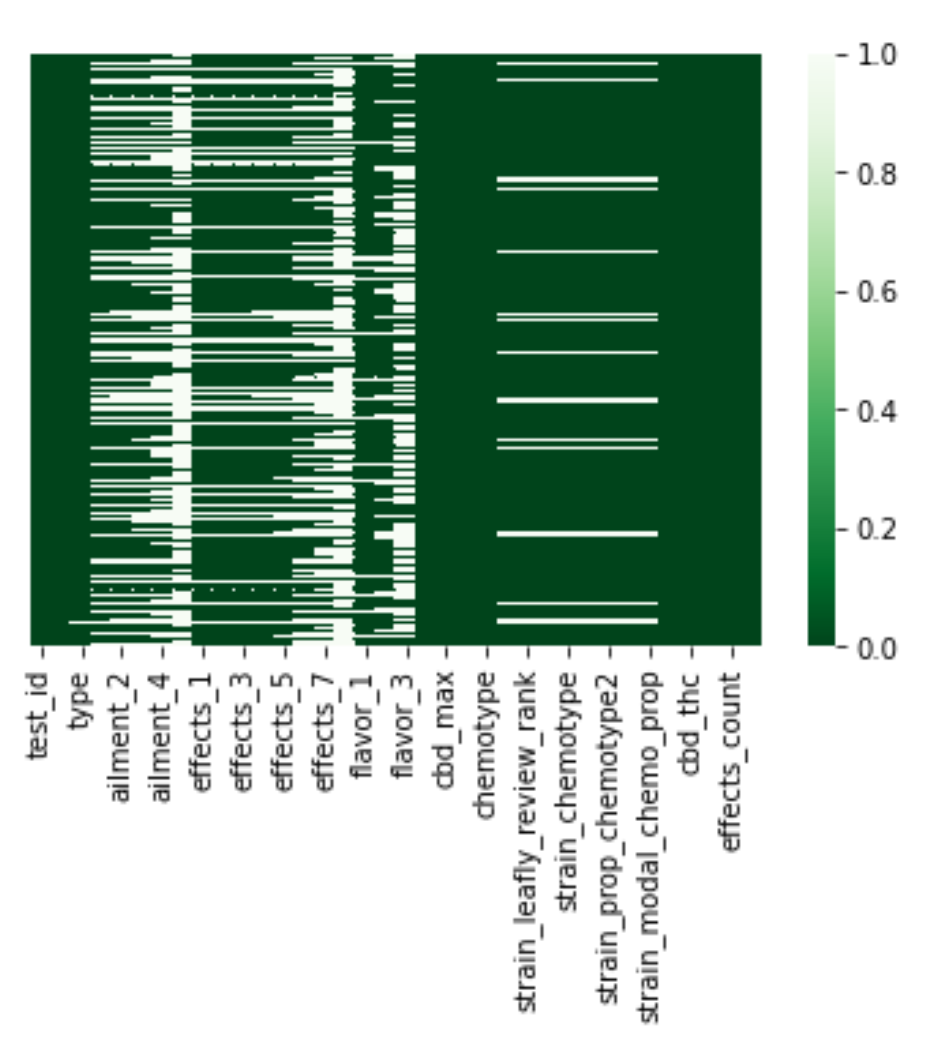 1.0
0.8
0.6
0.4
0.2
0.0
test_id
type
ailment_2
ailment_4
effects_1
effects_3
effects_5
effects_7
flavor_1
flavor_3
cbd_max
chemotype
strain_leafly_review_rank
strain_chemotype
strain_prop_chemotype2
strain_modal_chemo_prop
cbd_thc
effects_count